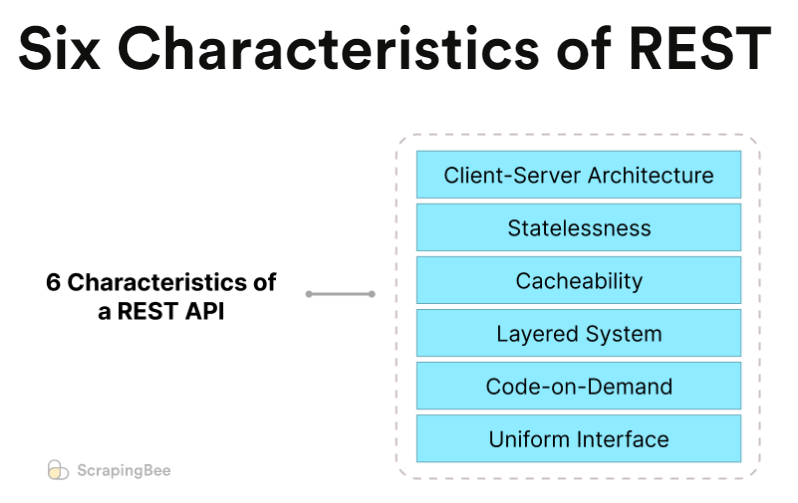 Six Characteristics of REST
6 Characteristics of
a REST API
Client-Server Architecture
Statelessness
Cacheability
Layered System
Code-on-Demand
Uniform Interface
ScrapingBee